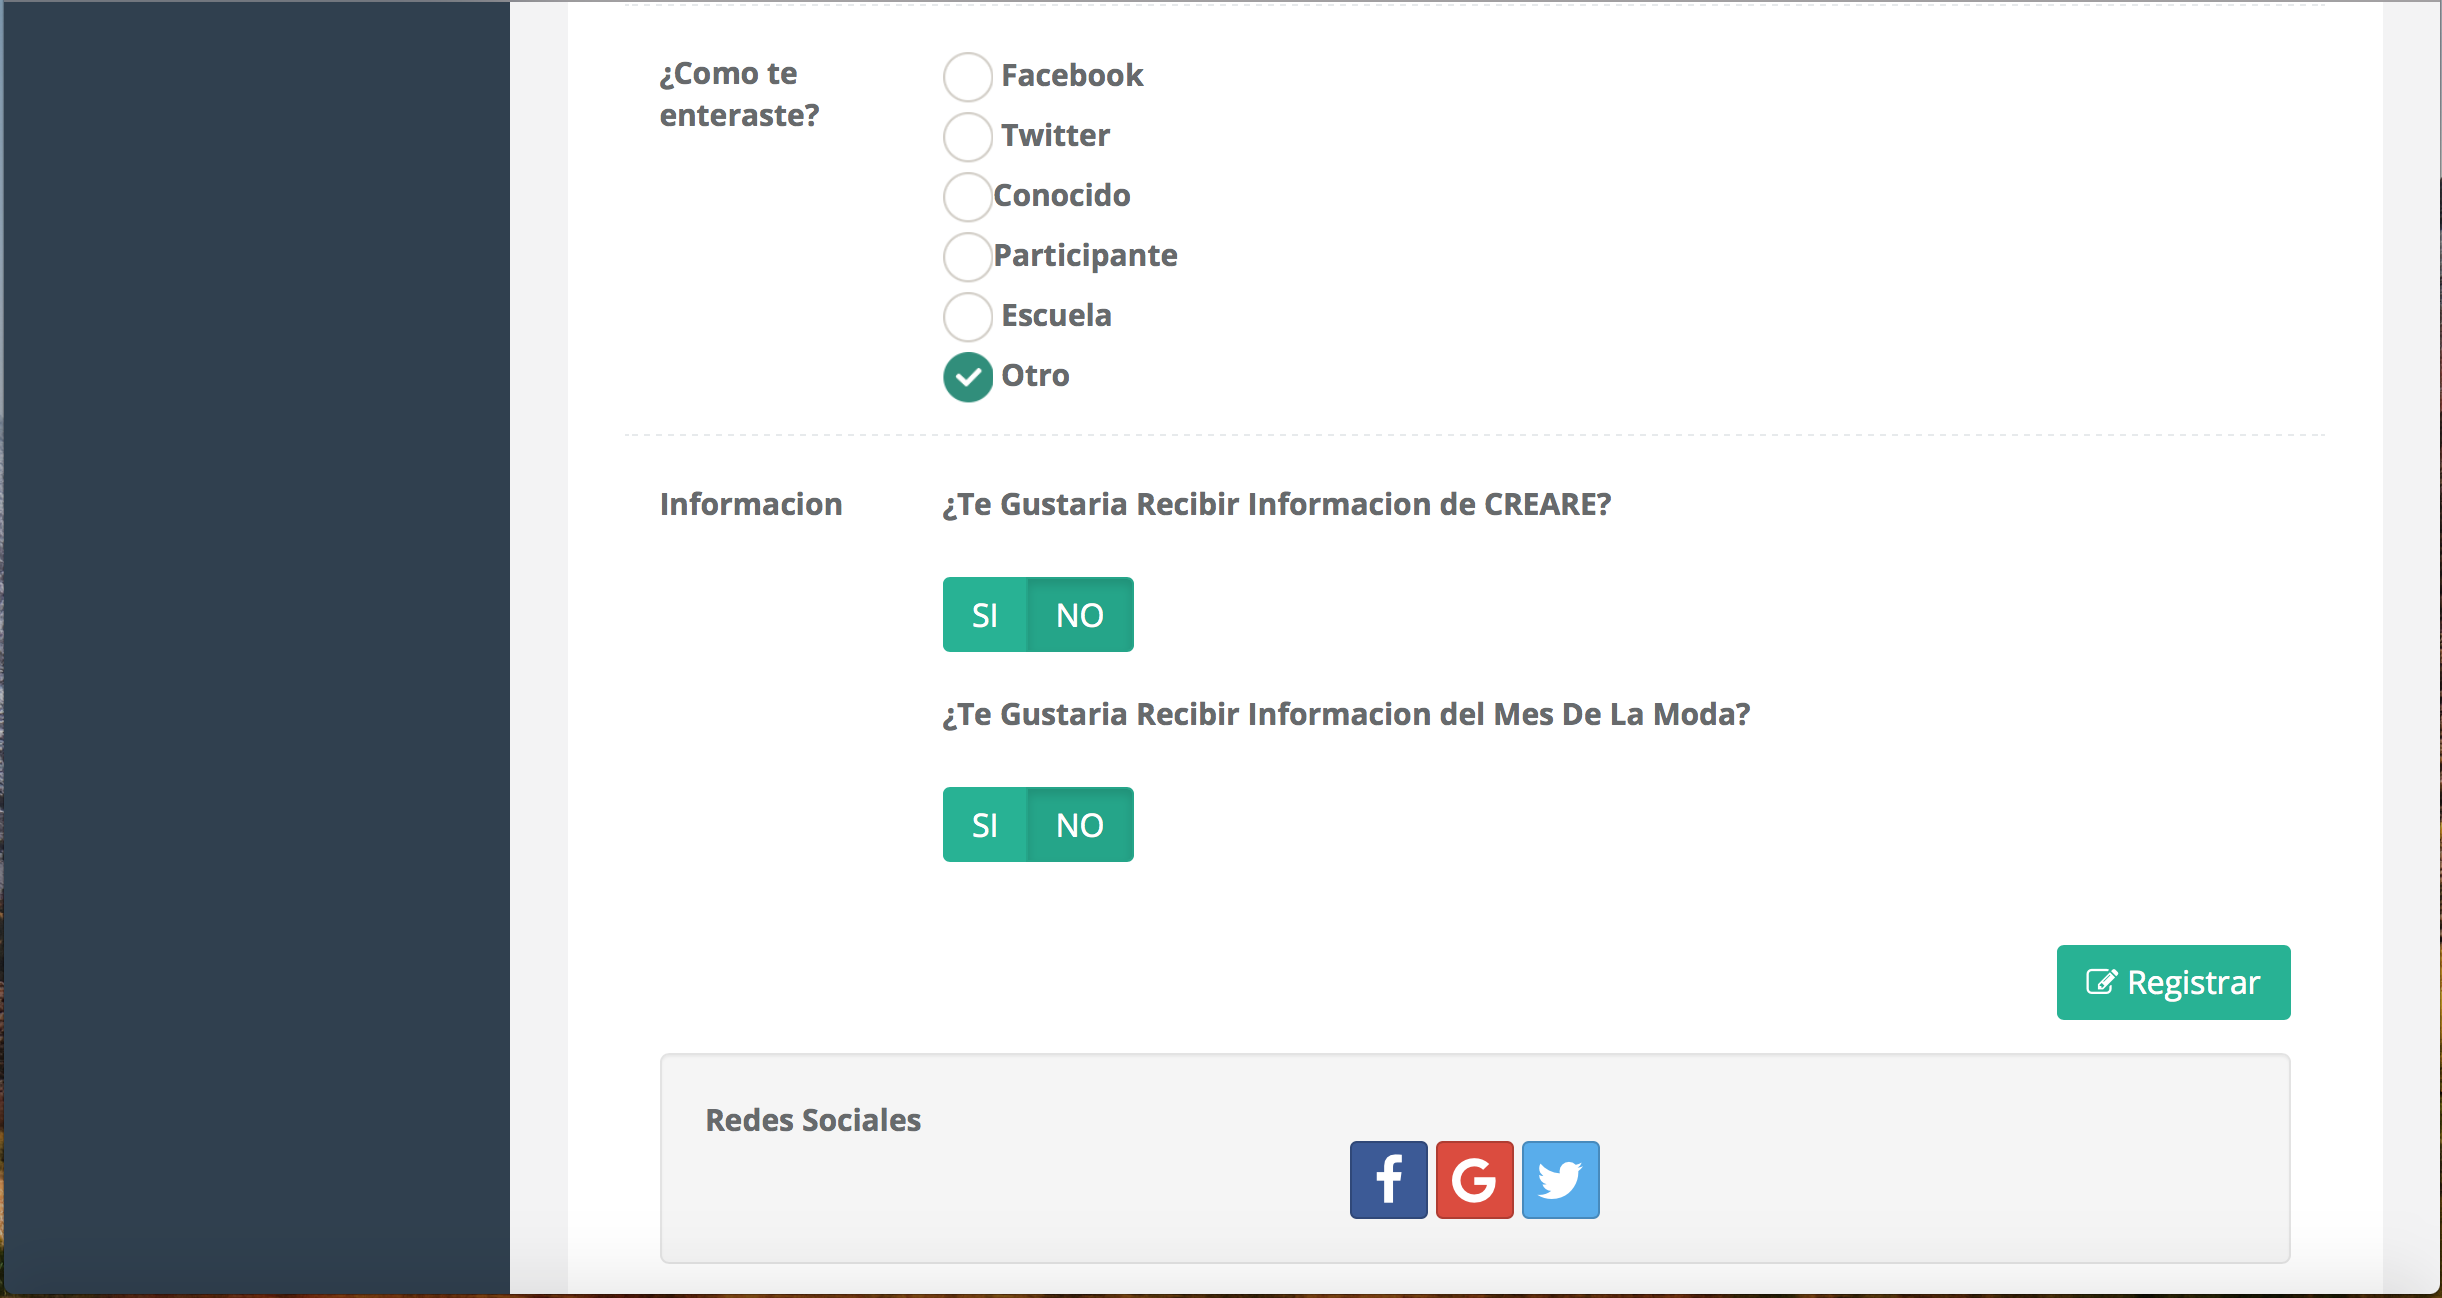 ¿Como te
enteraste?
Facebook
Twitter
Conocido
Participante
Escuela
Otro
Informacion
¿Te Gustaria Recibir Informacion de CREARE?
SI NO
¿Te Gustaria Recibir Informacion del Mes De La Moda?
SI NO
Registrar
Redes Sociales